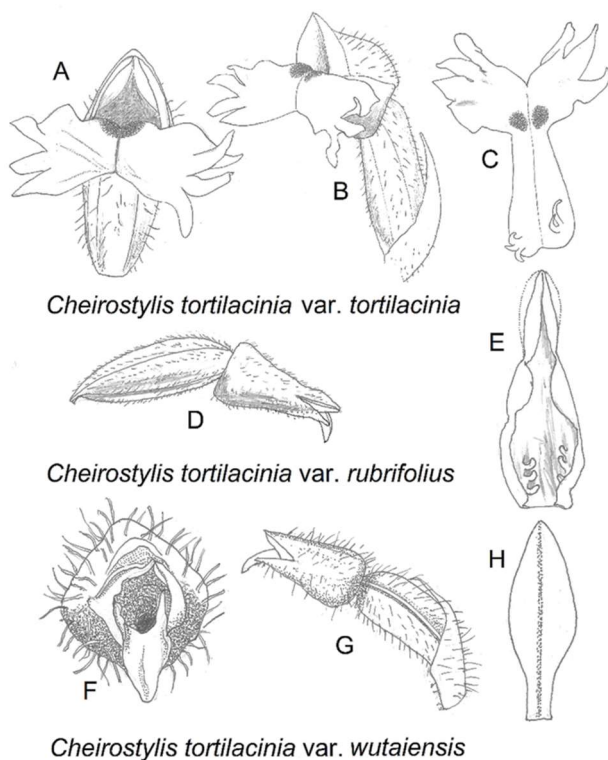 A
B
C
Cheirostylis tortilacinia var. tortilacinia
E
D
Cheirostylis tortilacinia var. rubrifolius
F
G
H
Cheirostylis tortilacinia var. wutaiensis